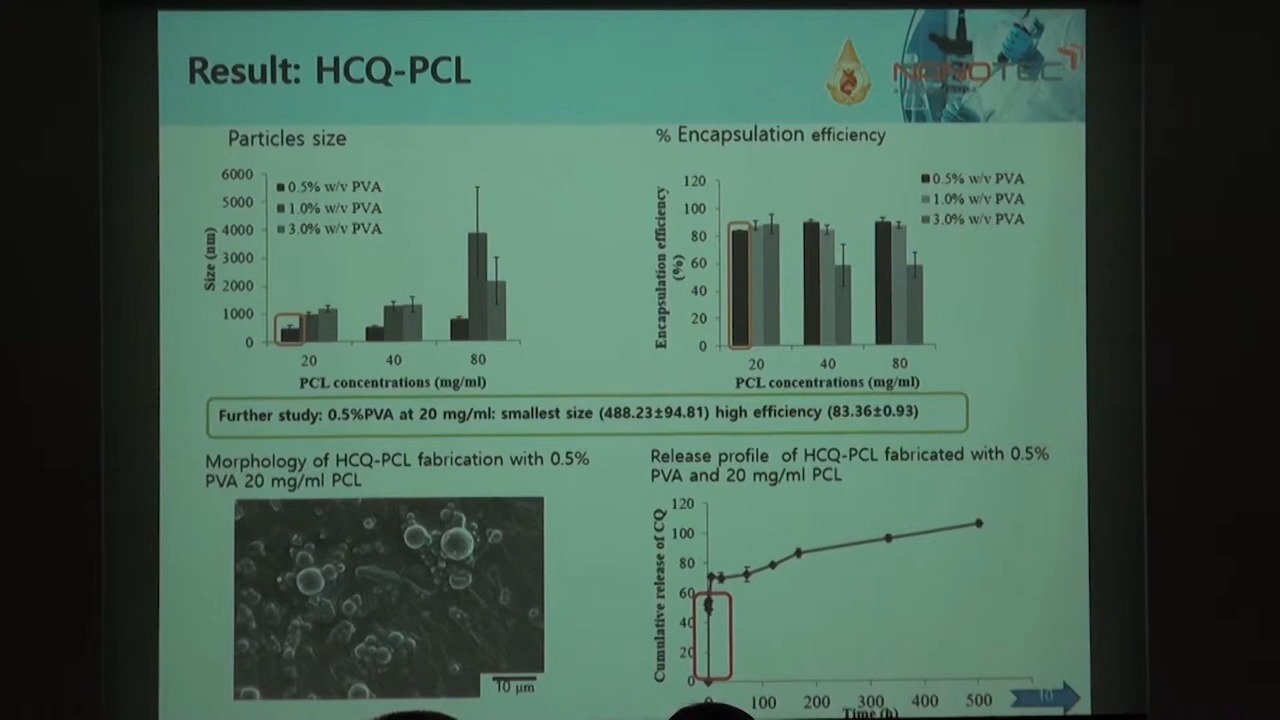 Result: HCQ-PCL
NANOTEC
Particles size
6000
5000
4000
3000
2000
1000
0
Size (nm)
0.5% w/v PVA
1.0% w/v PVA
3.0% w/v PVA
20 40 80
PCL concentrations (mg/ml)
% Encapsulation efficiency
120
100
80
60
40
20
0
Encapsulation efficiency
(%)
0.5% w/v PVA
1.0% w/v PVA
3.0% w/v PVA
20 40 80
PCL concentrations (mg/ml)
Further study: 0.5%PVA at 20 mg/ml: smallest size (488.23±94.81) high efficiency (83.36±0.93)
Morphology of HCQ-PCL fabrication with 0.5%
PVA 20 mg/ml PCL
10 µm
Release profile of HCQ-PCL fabricated with 0.5%
PVA and 20 mg/ml PCL
120
100
80
60
40
20
0
Cumulative release of CQ
0 100 200 300 400 500
Time (h)
10